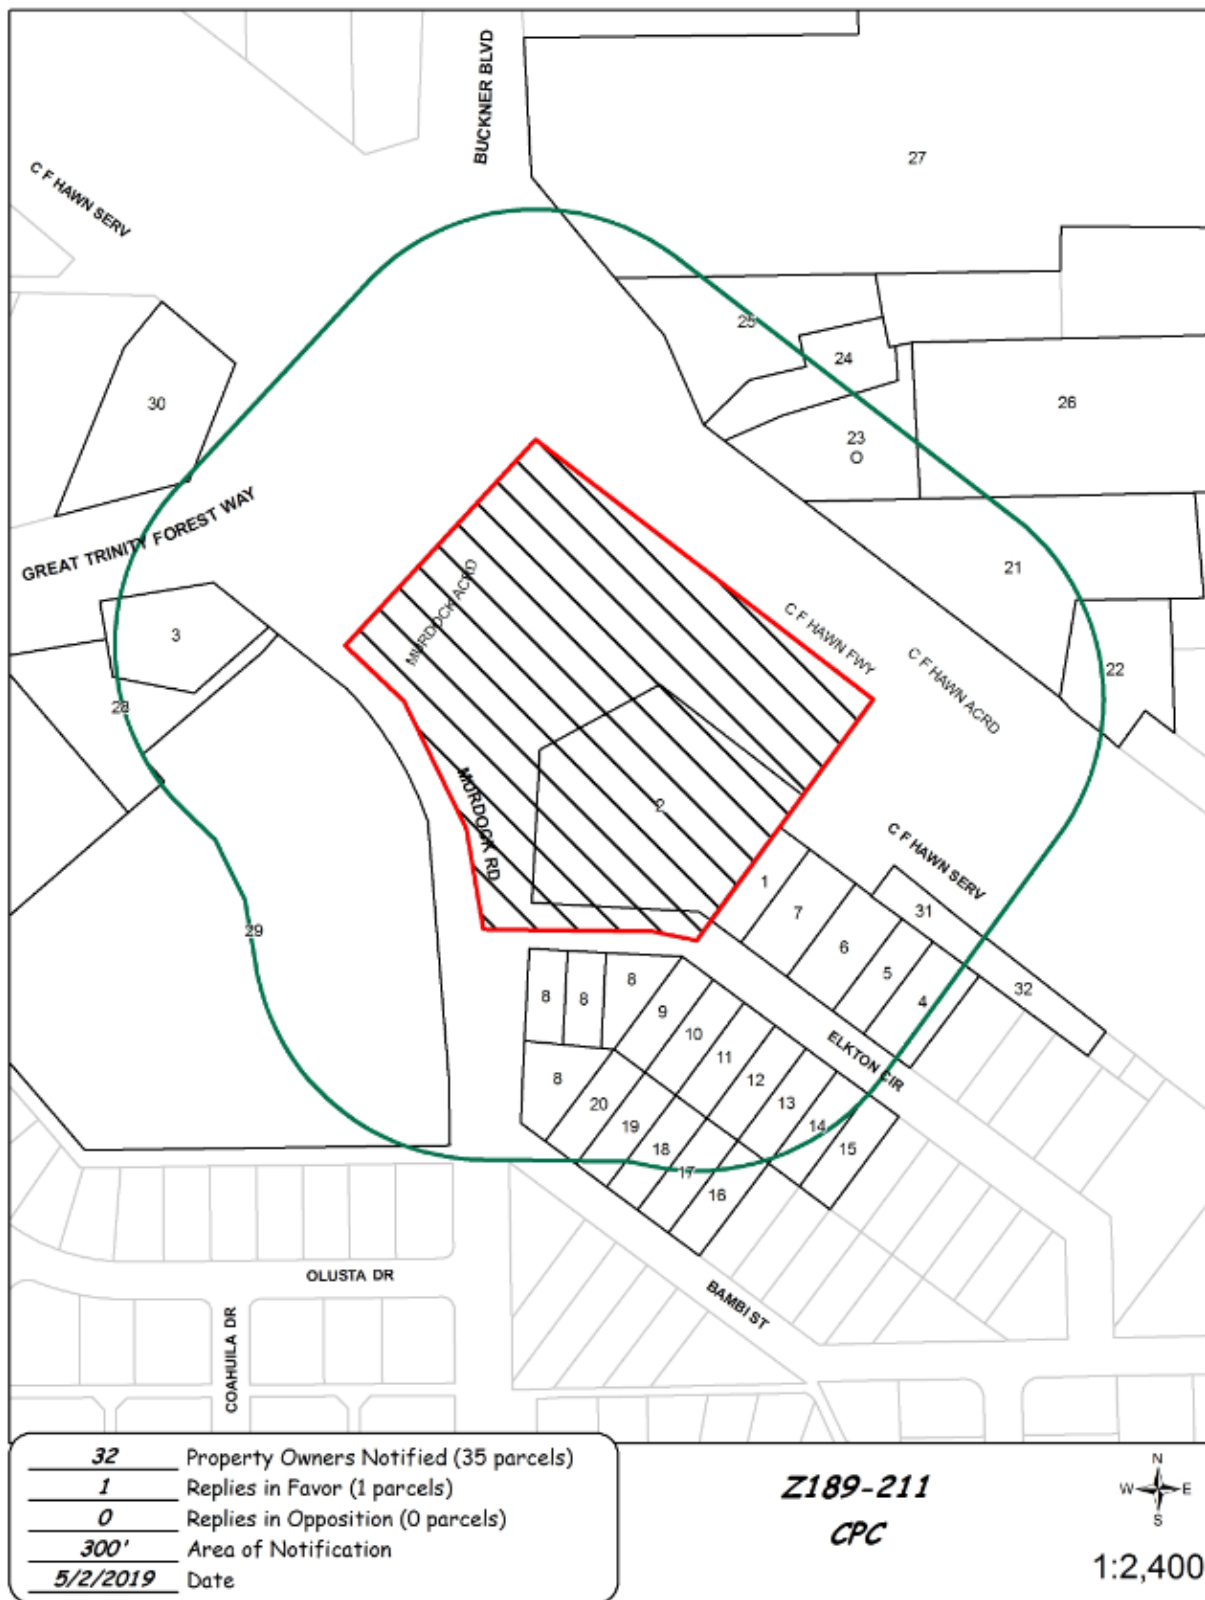 BUCKNER BLVD
C F HAWN SERV
27
25
24
30
26
23
O
GREAT TRINITY FOREST WAY
MURDOCH ACRD
21
C F HAWN FWY
3
C F HAWN ACRD
22
28
MURDOCK RD
2
C F HAWN SERV
1
7
31
6
29
5
32
4
8
8
8
9
10
ELKTON CIR
11
12
8
13
20
14
19
15
18
17
16
OLUSTA DR
BAMBI ST
COAHUILA DR
32 Property Owners Notified (35 parcels)
1 Replies in Favor (1 parcels)
0 Replies in Opposition (0 parcels)
300' Area of Notification
5/2/2019 Date
Z189-211
CPC
N
W E
S
1:2,400